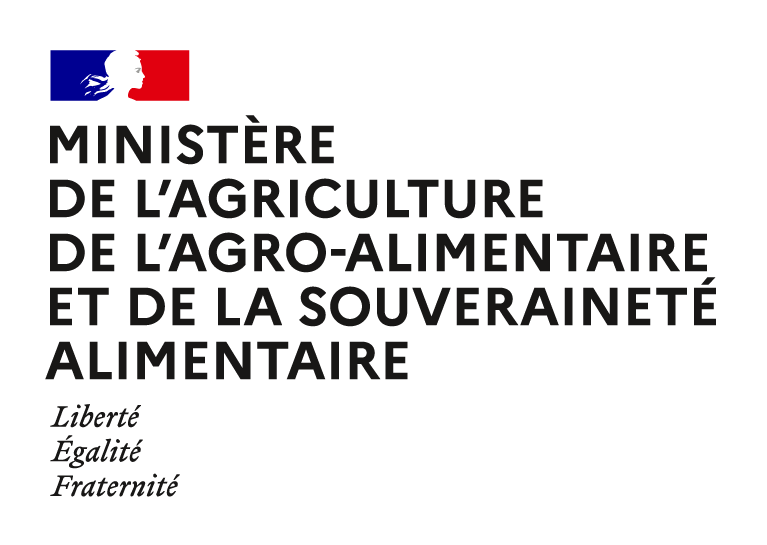 MINISTÈRE
DE L’AGRICULTURE
DE L’AGRO-ALIMENTAIRE
ET DE LA SOUVERAINETÉ
ALIMENTAIRE
Liberté
Égalité
Fraternité